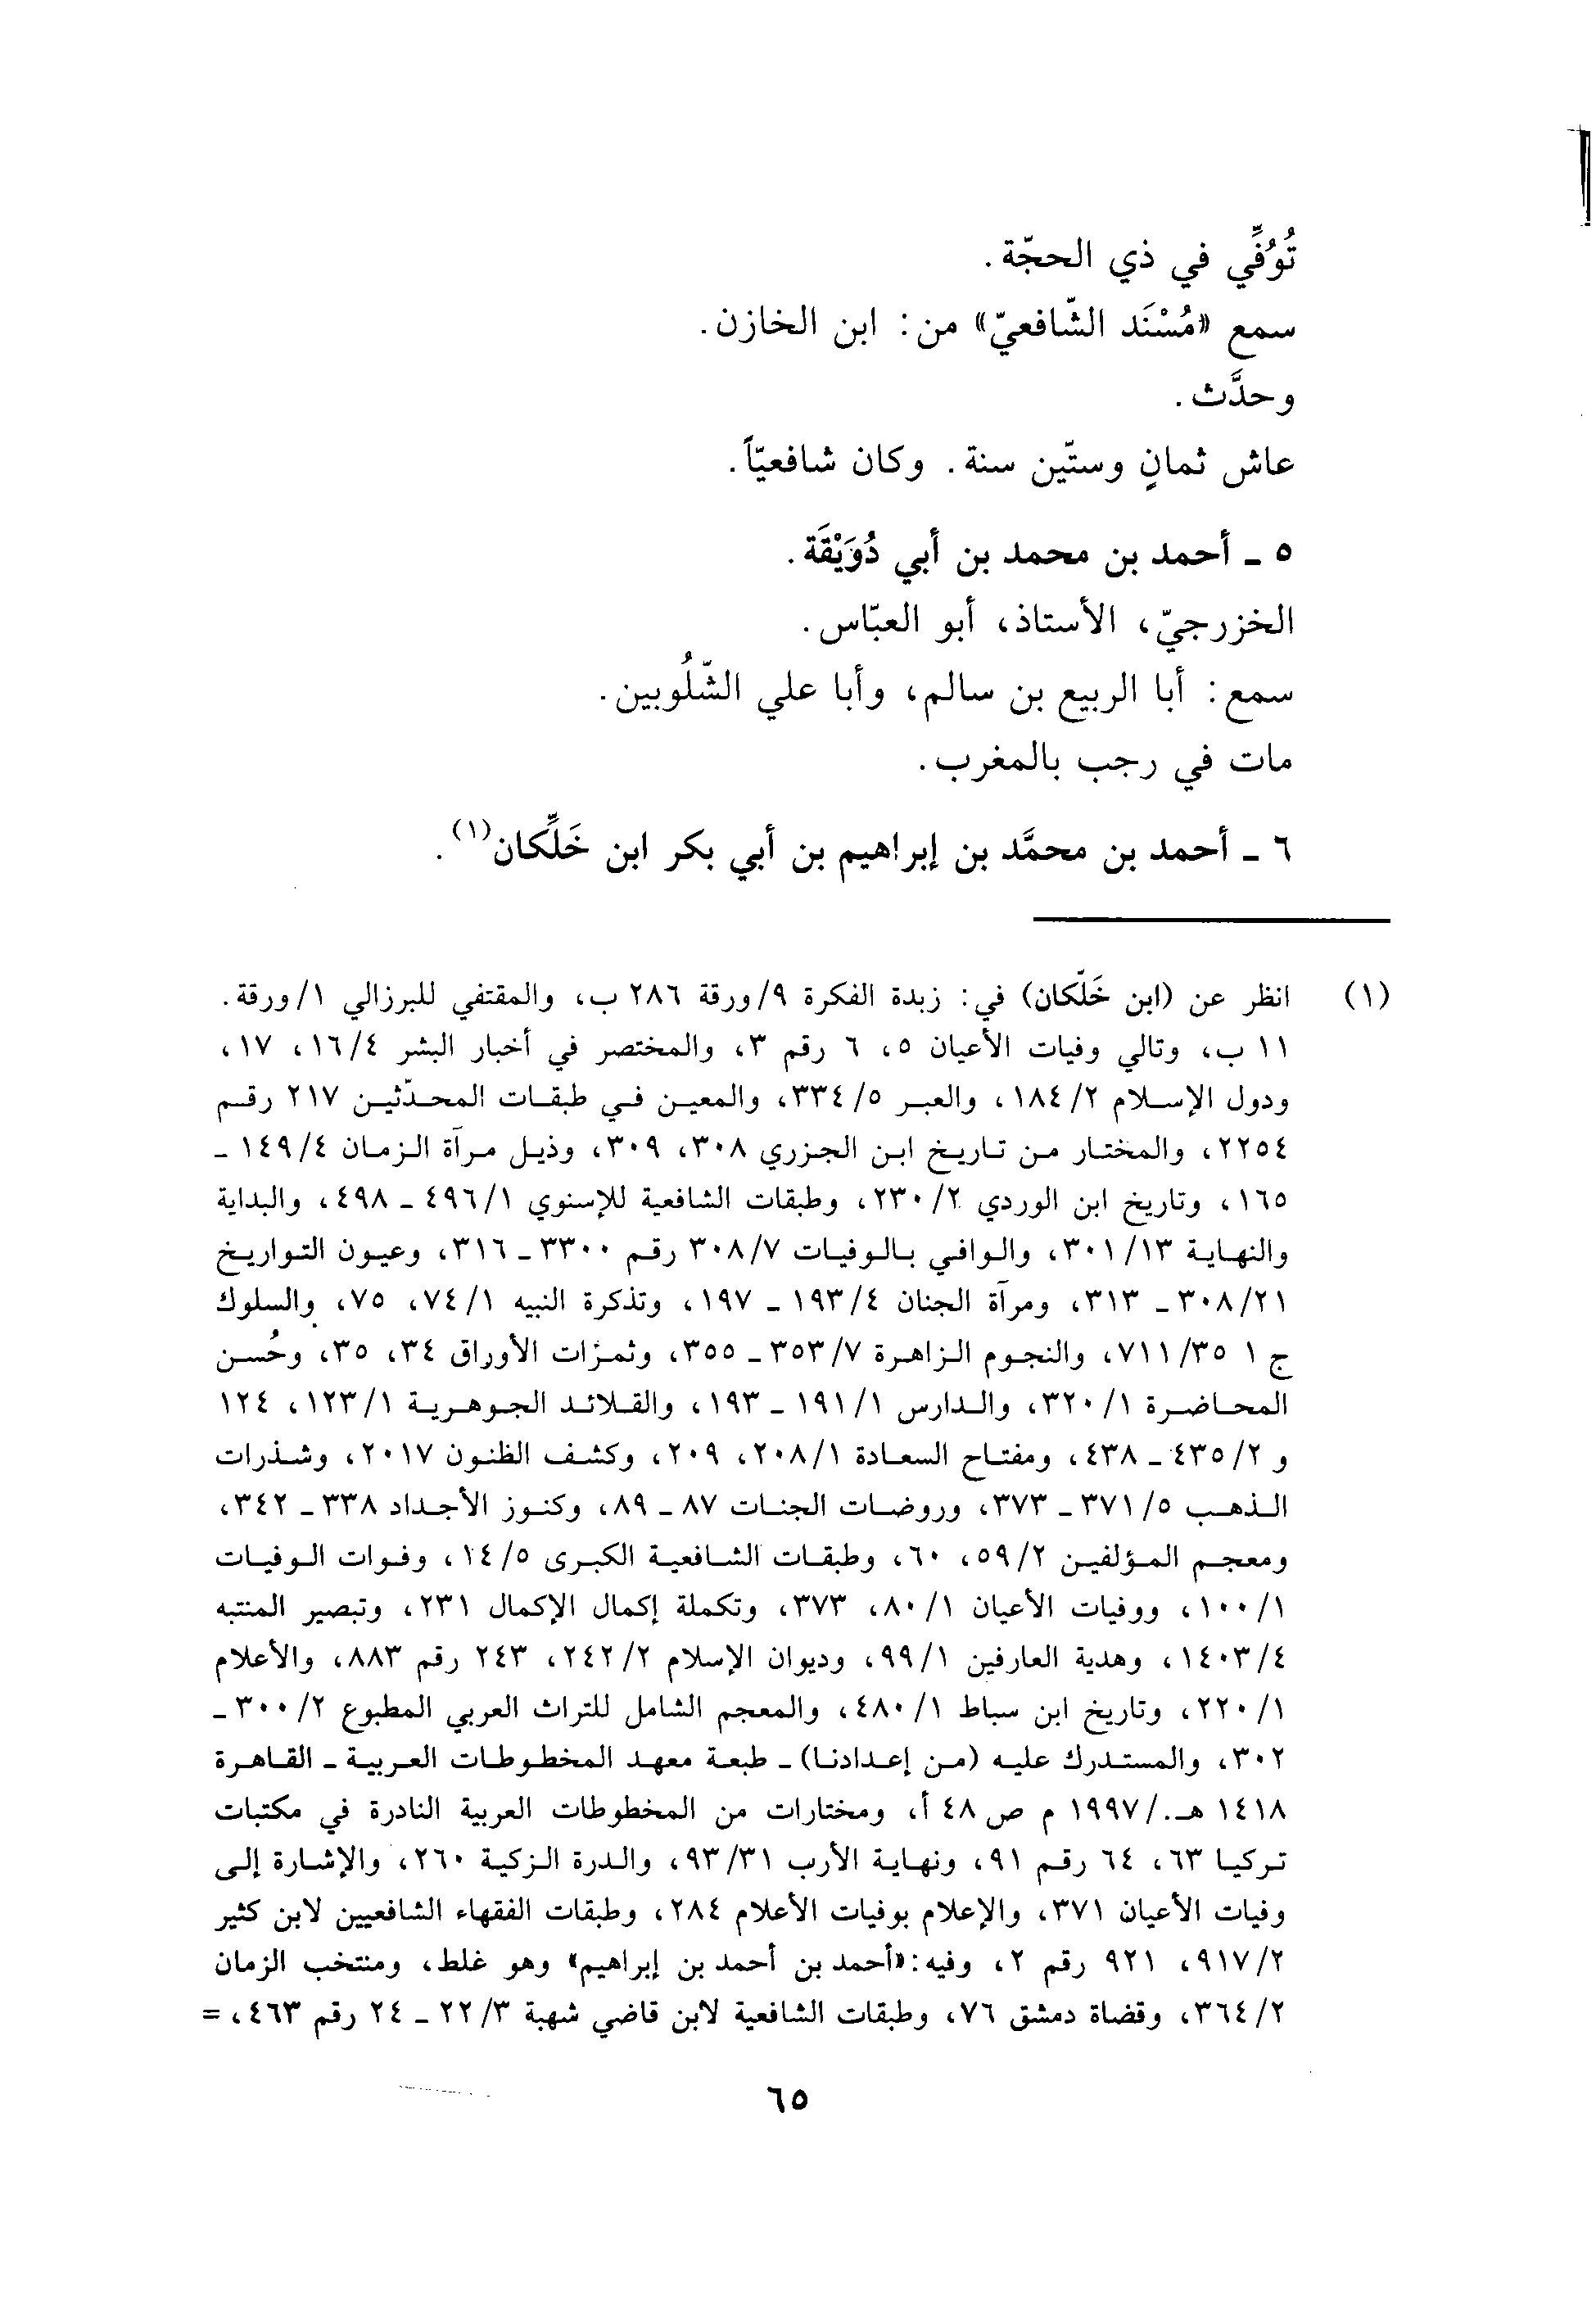 تُوُفِّي في ذي الحجّة.
سمع «مُسْنَد الشّافعيّ» من: ابن الخازن.
وحدَّث.
عاش ثمانٍ وستّين سنة. وكان شافعيّاً.
٥ ـ أحمد بن محمد بن أبي دُوَيْقَة.
الخزرجيّ، الأستاذ، أبو العبّاس.
سمع: أبا الربيع بن سالم، وأبا علي الشّلُوبين.
مات في رجب بالمغرب.
٦ ـ أحمد بن محمَّد بن إبراهيم بن أبي بكر ابن خَلِّكان(١).
(١) انظر عن (ابن خَلّكان) في: زبدة الفكرة ٩/ورقة ٢٨٦ ب، والمقتفي للبرزالي ١/ورقة.
١١ ب، وتالي وفيات الأعيان ٥، ٦ رقم ٣، والمختصر في أخبار البشر ١٦/٤، ١٧،
ودول الإسلام ١٨٤/٢، والعبر ٣٣٤/٥، والمعين في طبقات المحدّثين ٢١٧ رقم
٢٢٥٤، والمختار من تاريخ ابن الجزري ٣٠٨، ٣٠٩، وذيل مرآة الزمان ١٤٩/٤ ـ
١٦٥، وتاريخ ابن الوردي ٢٣٠/٢، وطبقات الشافعية للإسنوي ٤٩٦/١ ـ ٤٩٨، والبداية
والنهاية ٣٠١/١٣، والوافي بالوفيات ٣٠٨/٧ رقم ٣٣٠٠ ـ ٣١٦، وعيون التواريخ
٣٠٨/٢١ ـ ٣١٣، ومرآة الجنان ١٩٣/٤ ـ ١٩٧، وتذكرة النبيه ٧٤/١، ٧٥، والسلوك
ج ١ ٧١١/٣٥، والنجوم الزاهرة ٣٥٣/٧ ـ ٣٥٥، وثمرات الأوراق ٣٤، ٣٥، وحُسن
المحاضرة ٣٢٠/١، والدارس ١٩١/١ ـ ١٩٣، والقلائد الجوهرية ١٢٣/١، ١٢٤
و ٤٣٥/٢ ـ ٤٣٨، ومفتاح السعادة ٢٠٨/١، ٢٠٩، وكشف الظنون ٢٠١٧، وشذرات
الذهب ٣٧١/٥ ـ ٣٧٣، وروضات الجنات ٨٧ ـ ٨٩، وكنوز الأجداد ٣٣٨ ـ ٣٤٢،
ومعجم المؤلفين ٥٩/٢، ٦٠، وطبقات الشافعية الكبرى ١٤/٥، وفوات الوفيات
١٠٠/١، ووفيات الأعيان ٨٠/١، ٣٧٣، وتكملة إكمال الإكمال ٢٣١، وتبصير المنتبه
١٤٠٣/٤، وهدية العارفين ٩٩/١، وديوان الإسلام ٢٤٢/٢، ٢٤٣ رقم ٨٨٣، والأعلام
٢٢٠/١، وتاريخ ابن سباط ٤٨٠/١، والمعجم الشامل للتراث العربي المطبوع ٣٠٠/٢ ـ
٣٠٢، والمستدرك عليه (من إعدادنا) ـ طبعة معهد المخطوطات العربية ـ القاهرة
١٤١٨ هـ./١٩٩٧ م ص ٤٨ أ، ومختارات من المخطوطات العربية النادرة في مكتبات
تركيا ٦٣، ٦٤ رقم ٩١، ونهاية الأرب ٩٣/٣١، والدرة الزكية ٢٦٠، والإشارة إلى
وفيات الأعيان ٣٧١، والإعلام بوفيات الأعلام ٢٨٤، وطبقات الفقهاء الشافعيين لابن كثير
٩١٧/٢، ٩٢١ رقم ٢، وفيه: «أحمد بن أحمد بن إبراهيم» وهو غلط، ومنتخب الزمان
٣٦٤/٢، وقضاة دمشق ٧٦، وطبقات الشافعية لابن قاضي شهبة ٢٢/٣ ـ ٢٤ رقم ٤٦٣، =
٦٥